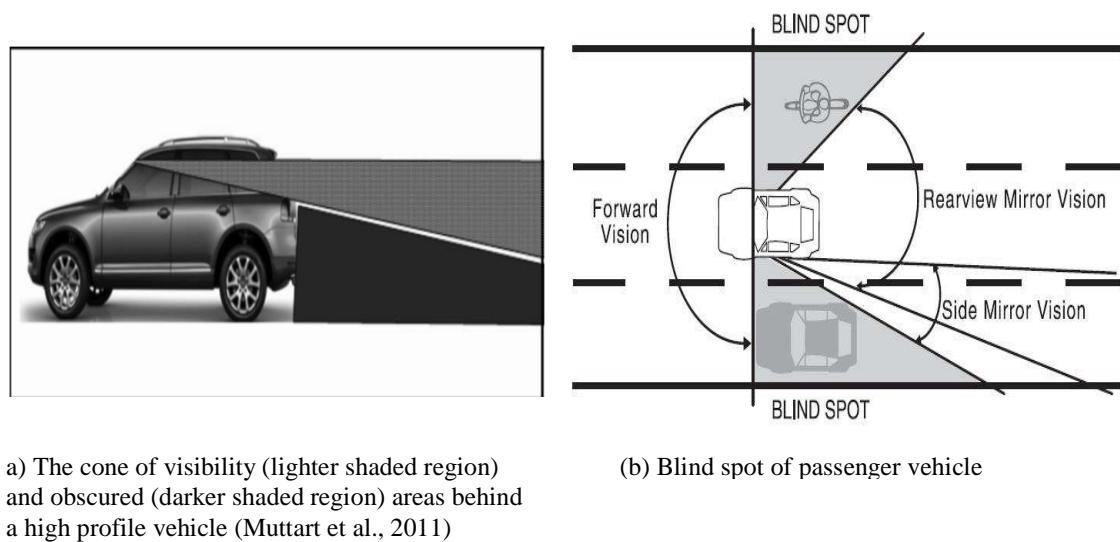 BLIND SPOT
Forward
Vision
Rearview Mirror Vision
Side Mirror Vision
BLIND SPOT
a) The cone of visibility (lighter shaded region)
and obscured (darker shaded region) areas behind
a high profile vehicle (Muttart et al., 2011)
(b) Blind spot of passenger vehicle